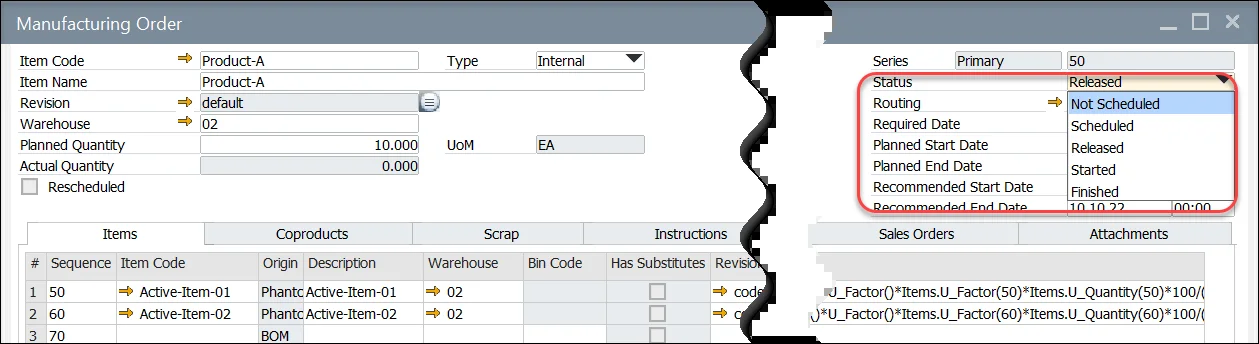 Manufacturing Order
Item Code Product-A Type Internal Series Primary 50
Item Name Product-A Status Released
Revision default Routing Not Scheduled
Warehouse 02 Required Date Scheduled
Planned Quantity 10.000 UoM EA Planned Start Date Released
Actual Quantity 0.000 Planned End Date Started
Rescheduled Recommended Start Date Finished
Recommended End Date 10.10.22 00:00
Items Coproducts Scrap Instructions Sales Orders Attachments
# Sequence Item Code Origin Description Warehouse Bin Code Has Substitutes Revisio
1 50 Active-Item-01 Phanto Active-Item-01 02 code U_Factor()*Items.U_Factor(50)*Items.U_Quantity(50)*100/(
2 60 Active-Item-02 Phanto Active-Item-02 02 )*U_Factor()*Items.U_Factor(60)*Items.U_Quantity(60)*100/(
3 70 BOM